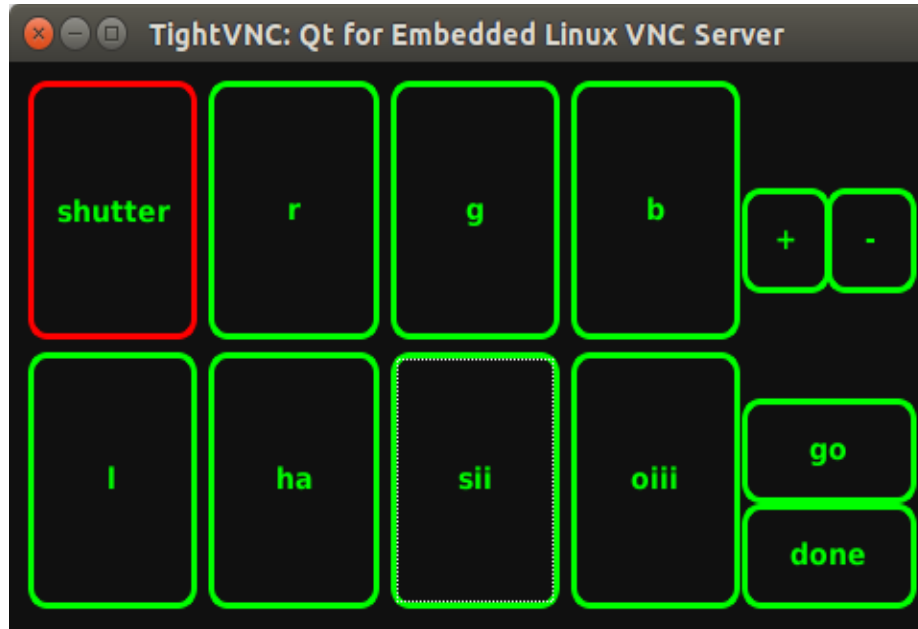 TightVNC: Qt for Embedded Linux VNC Server
shutter r g b + -
l ha sii oiii go
done